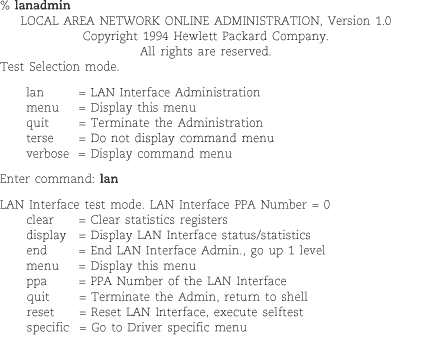 % lanadmin
LOCAL AREA NETWORK ONLINE ADMINISTRATION, Version 1.0
Copyright 1994 Hewlett Packard Company.
All rights are reserved.
Test Selection mode.
lan = LAN Interface Administration
menu = Display this menu
quit = Terminate the Administration
terse = Do not display command menu
verbose = Display command menu
Enter command: lan
LAN Interface test mode. LAN Interface PPA Number = 0
clear = Clear statistics registers
display = Display LAN Interface status/statistics
end = End LAN Interface Admin., go up 1 level
menu = Display this menu
ppa = PPA Number of the LAN Interface
quit = Terminate the Admin, return to shell
reset = Reset LAN Interface, execute selftest
specific = Go to Driver specific menu